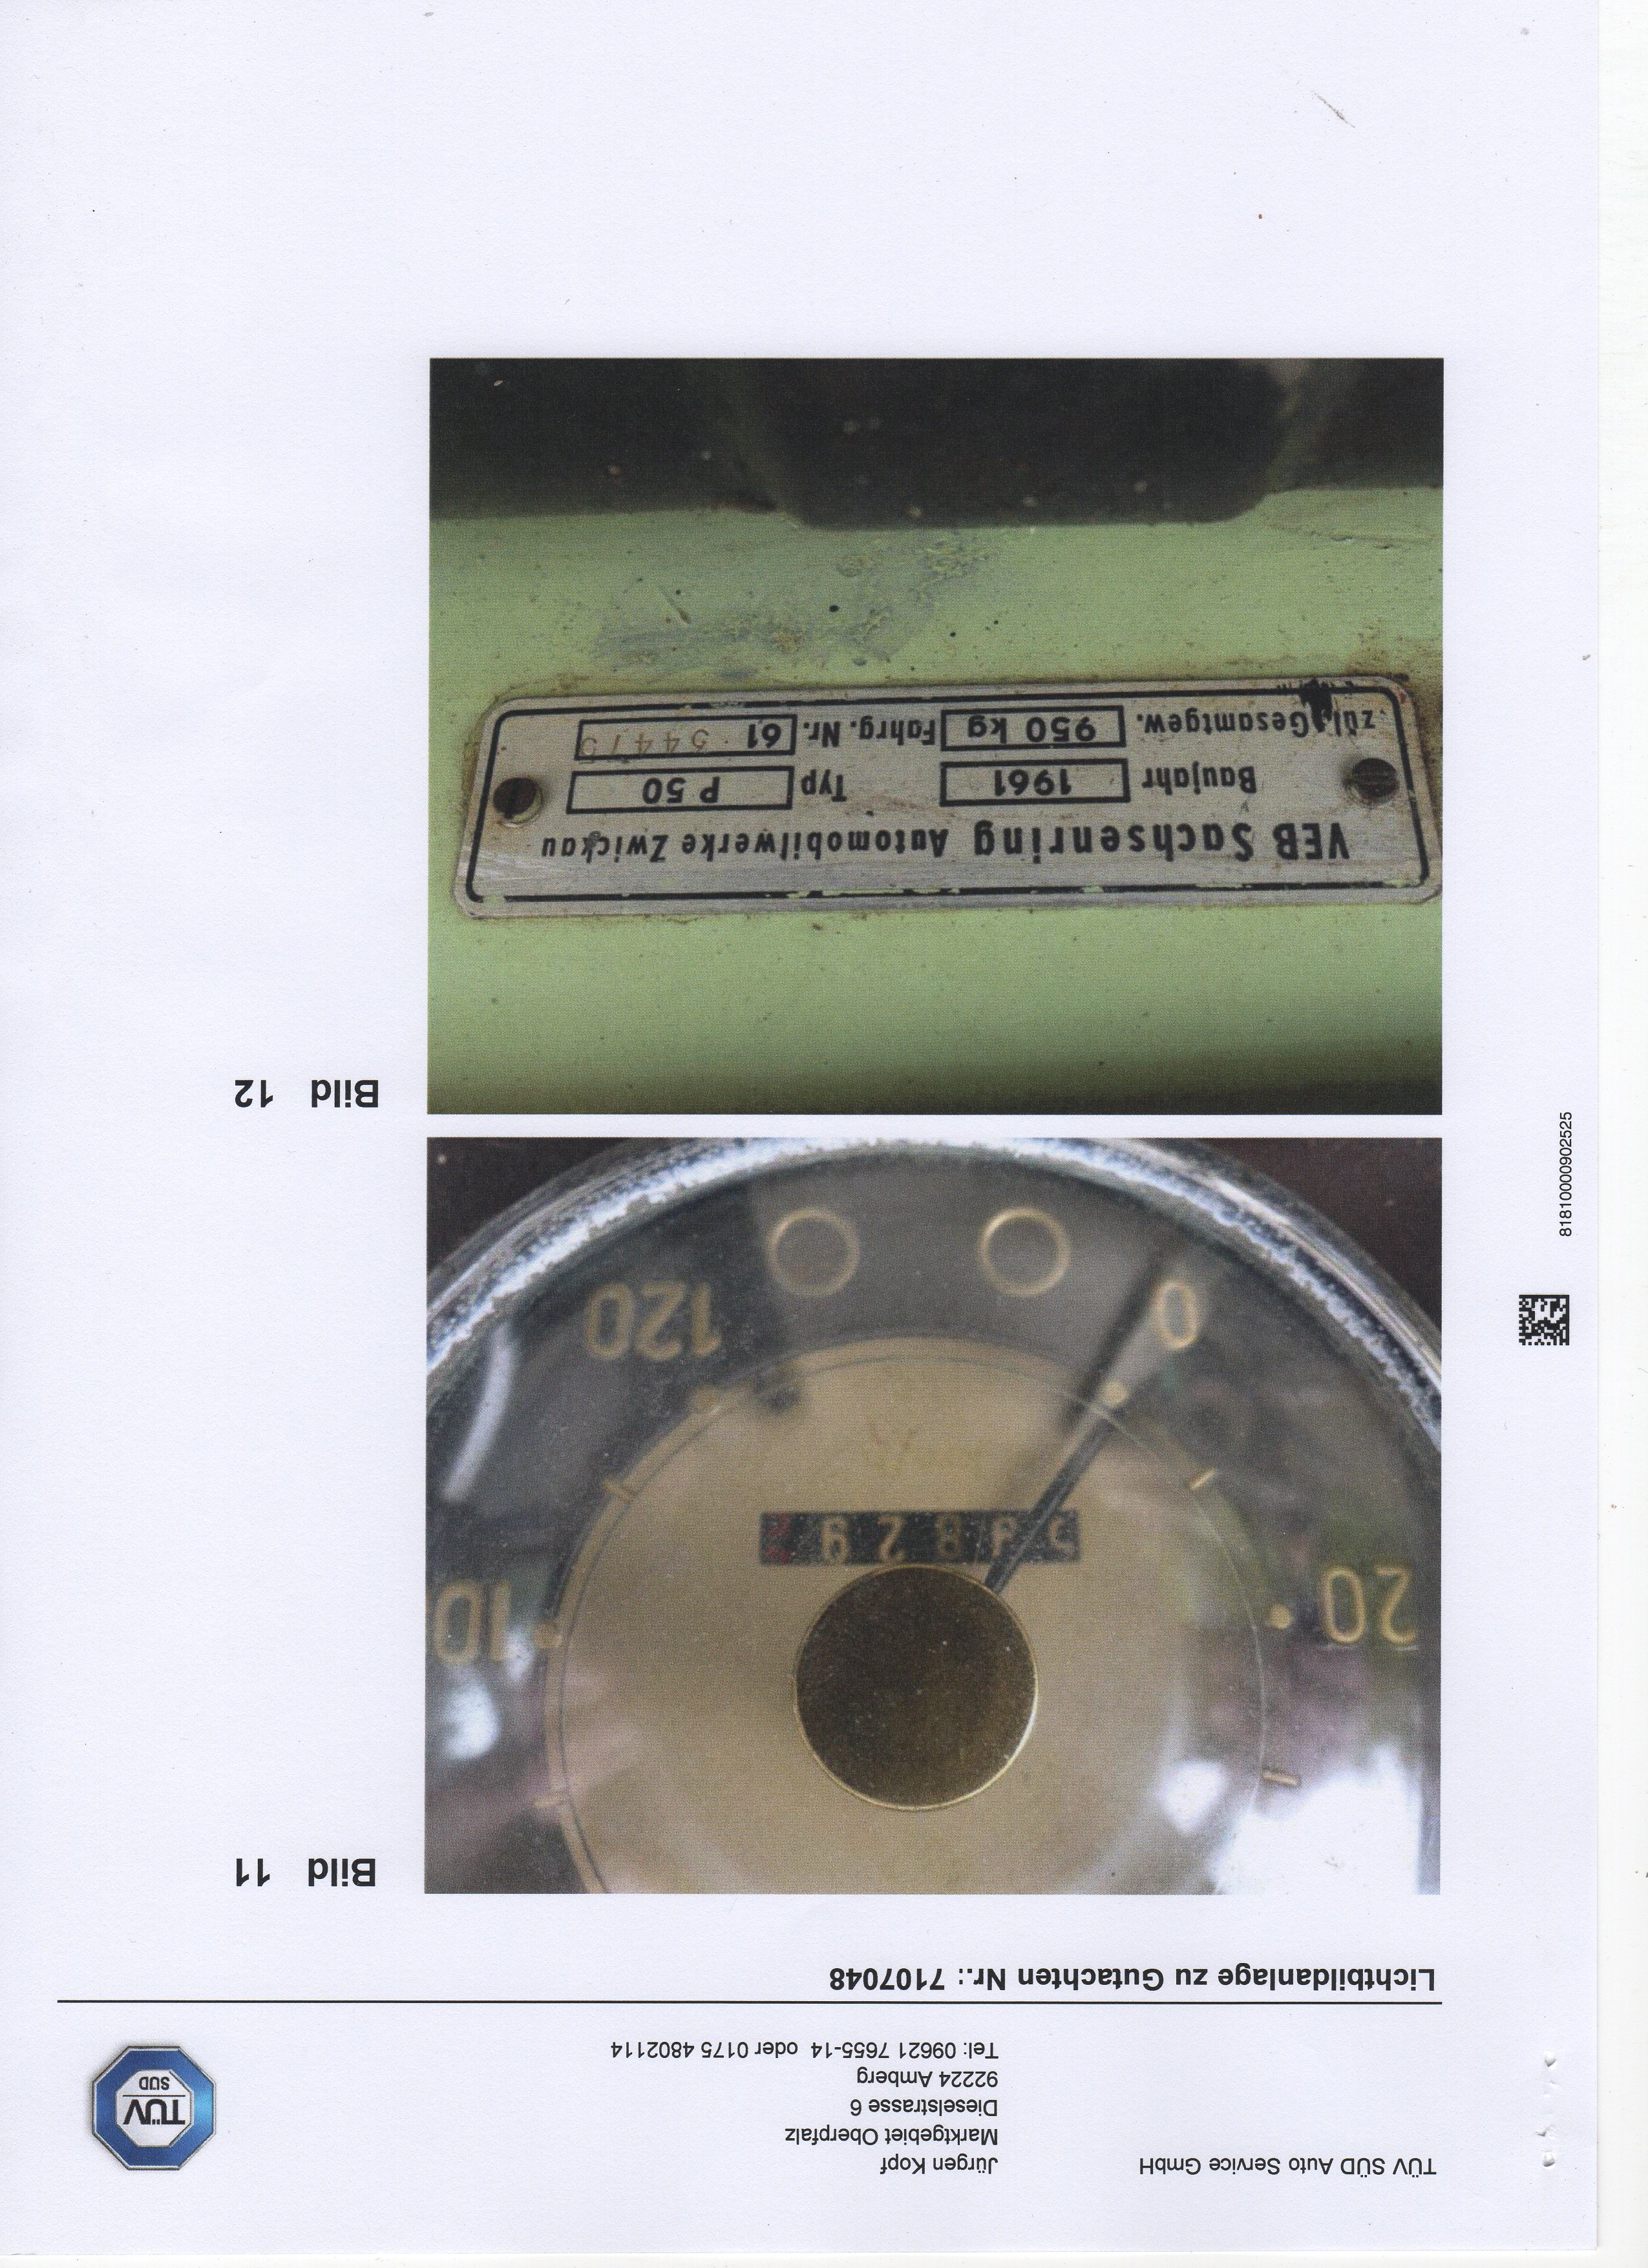 TÜV SÜD Auto Service GmbH
Jürgen Kopf
Marktgebiet Oberpfalz
Dieselstrasse 6
92224 Amberg
Tel: 09621 7655-14 oder 0175 4802114
TÜV
SÜD
Lichtbildanlage zu Gutachten Nr.: 7107048
Bild 11
20
10
0
120
Bild 12
VEB Sachsenring Automobilwerke Zwickau
Baujahr 1961 Typ P 50
zul. Gesamtgew. 950 kg Fahrg. Nr. 61
8181000902525